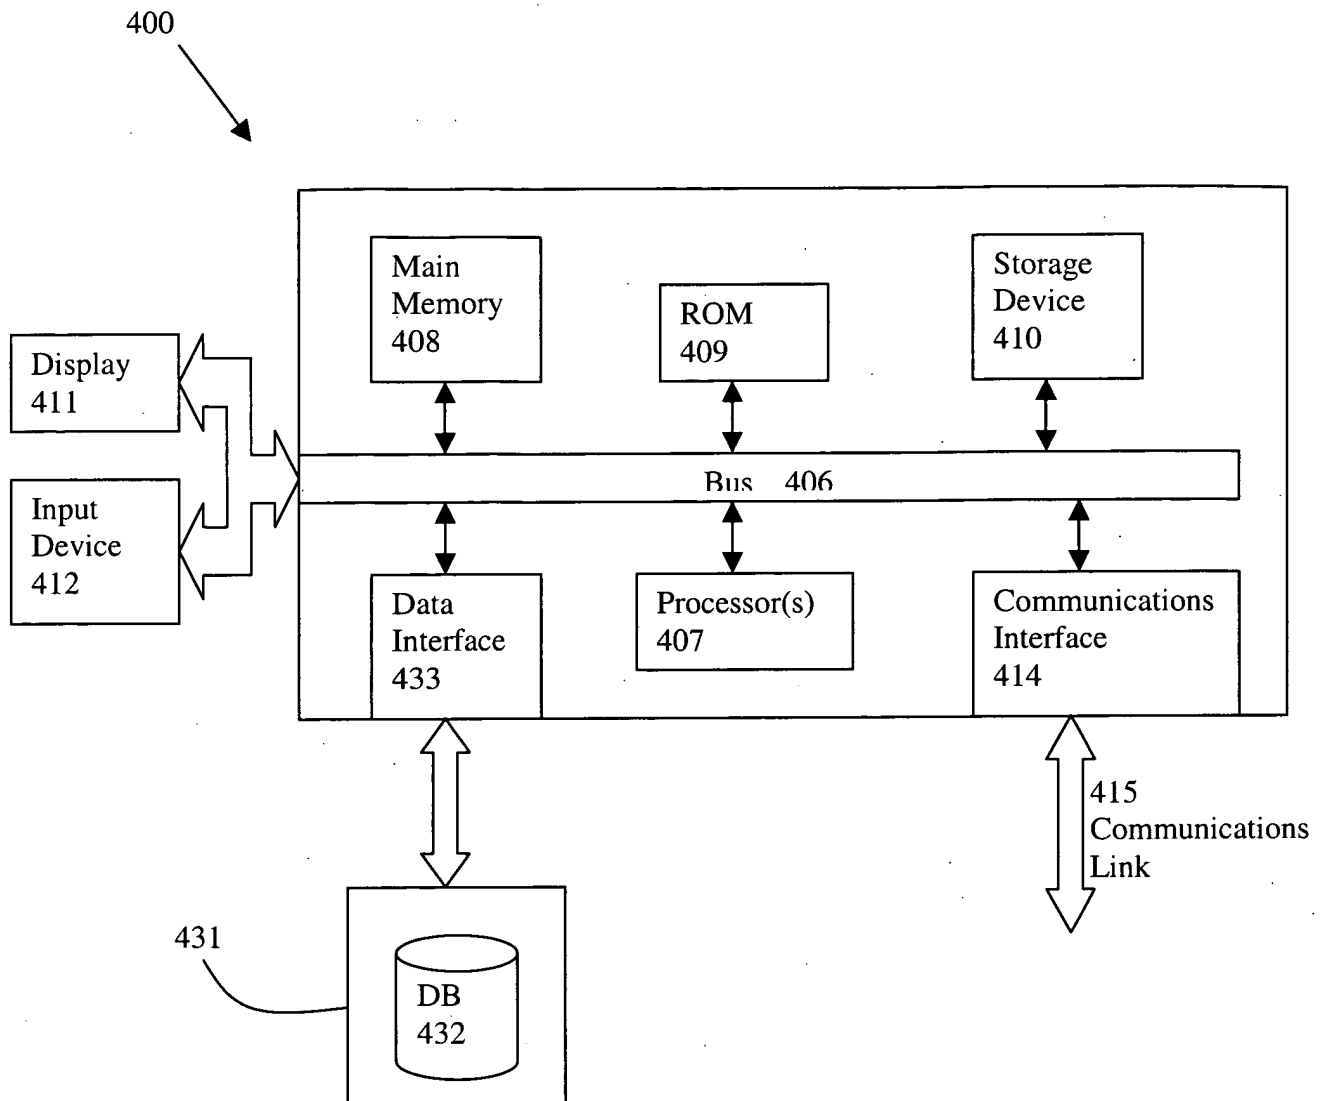 400
Main
Memory
408
ROM
409
Storage
Device
410
Display
411
Bus 406
Input
Device
412
Data
Interface
433
Processor(s)
407
Communications
Interface
414
415
Communications
Link
431
DB
432